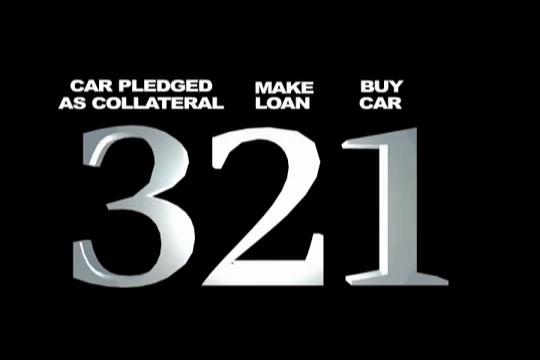 CAR PLEDGED
AS COLLATERAL
MAKE
LOAN
BUY
CAR
321